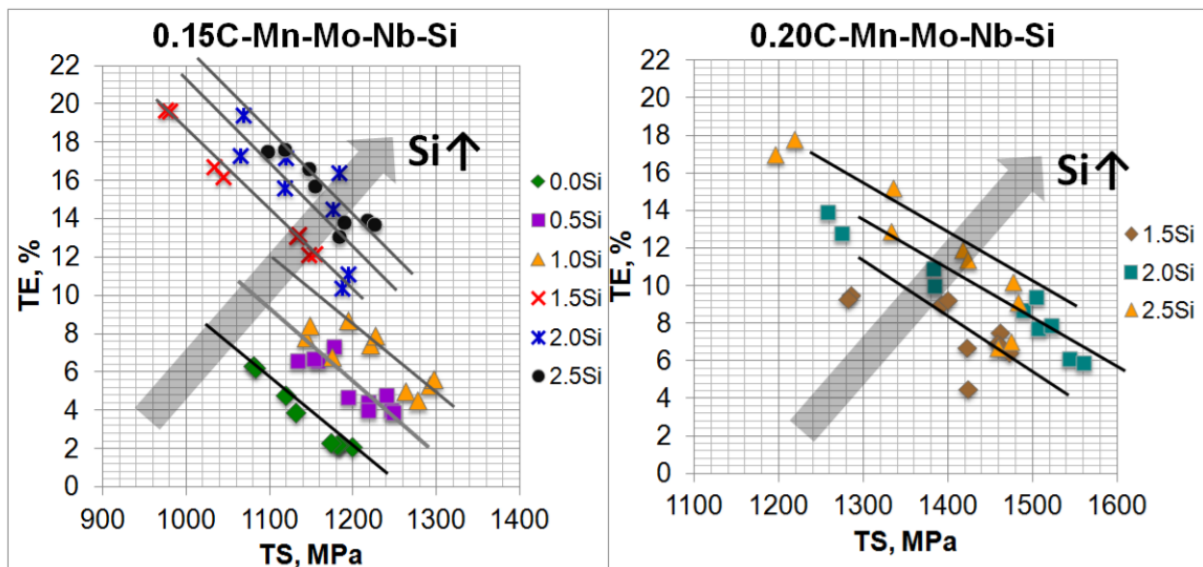 0.15C-Mn-Mo-Nb-Si
22
20
18
16
14
12
10
8
6
4
2
0
TE, %
900 1000 1100 1200 1300 1400
TS, MPa
Si ↑
0.0Si
0.5Si
1.0Si
1.5Si
2.0Si
2.5Si
0.20C-Mn-Mo-Nb-Si
22
20
18
16
14
12
10
8
6
4
2
0
TE, %
1100 1200 1300 1400 1500 1600
TS, MPa
Si ↑
1.5Si
2.0Si
2.5Si